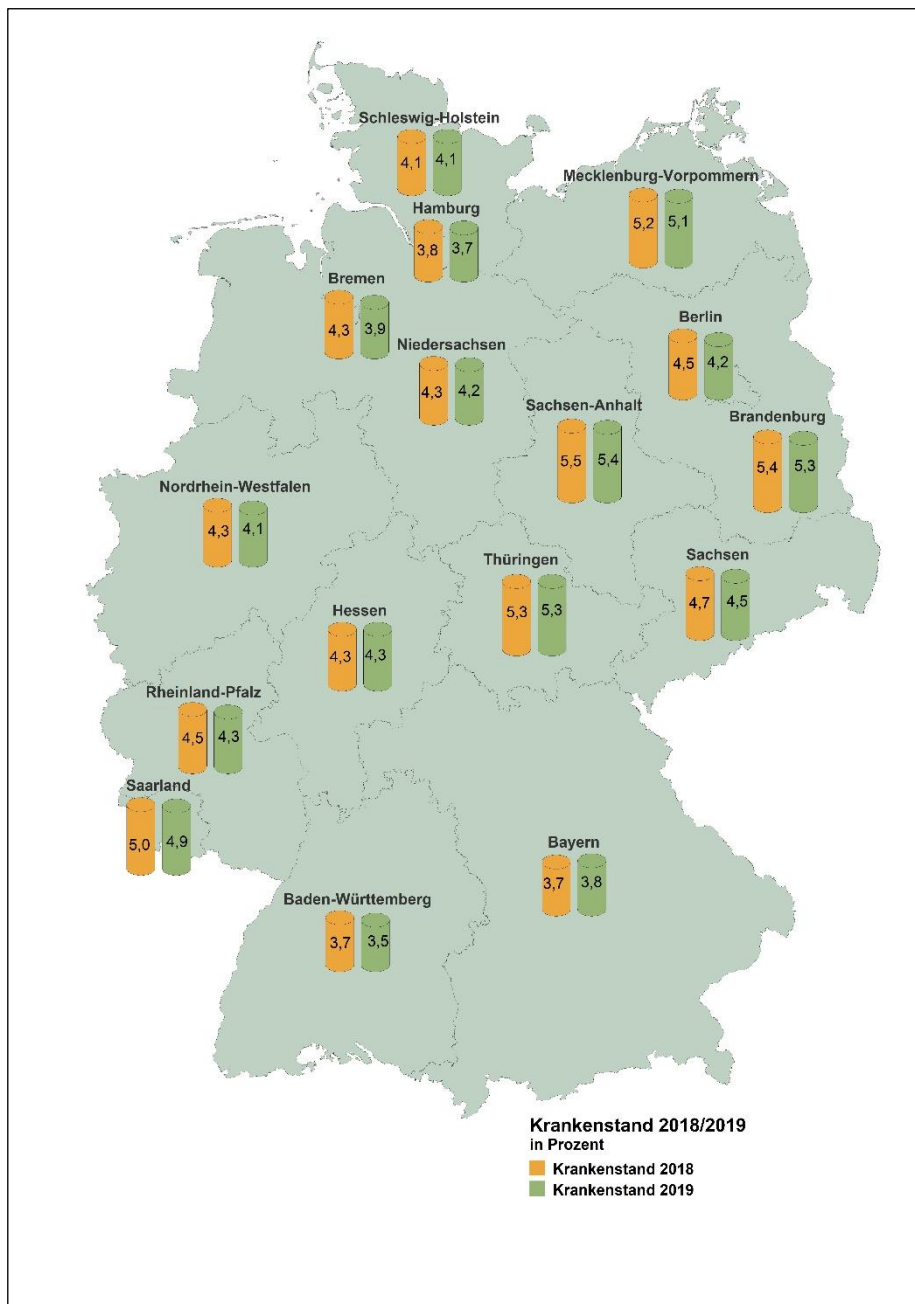 Schleswig-Holstein
4,1 4,1
Mecklenburg-Vorpommern
5,2 5,1
Hamburg
3,8 3,7
Bremen
4,3 3,9
Berlin
4,5 4,2
Niedersachsen
4,3 4,2
Sachsen-Anhalt
5,5 5,4
Brandenburg
5,4 5,3
Nordrhein-Westfalen
4,3 4,1
Thüringen
5,3 5,3
Sachsen
4,7 4,5
Hessen
4,3 4,3
Rheinland-Pfalz
4,5 4,3
Saarland
5,0 4,9
Bayern
3,7 3,8
Baden-Württemberg
3,7 3,5
Krankenstand 2018/2019
in Prozent
Krankenstand 2018
Krankenstand 2019